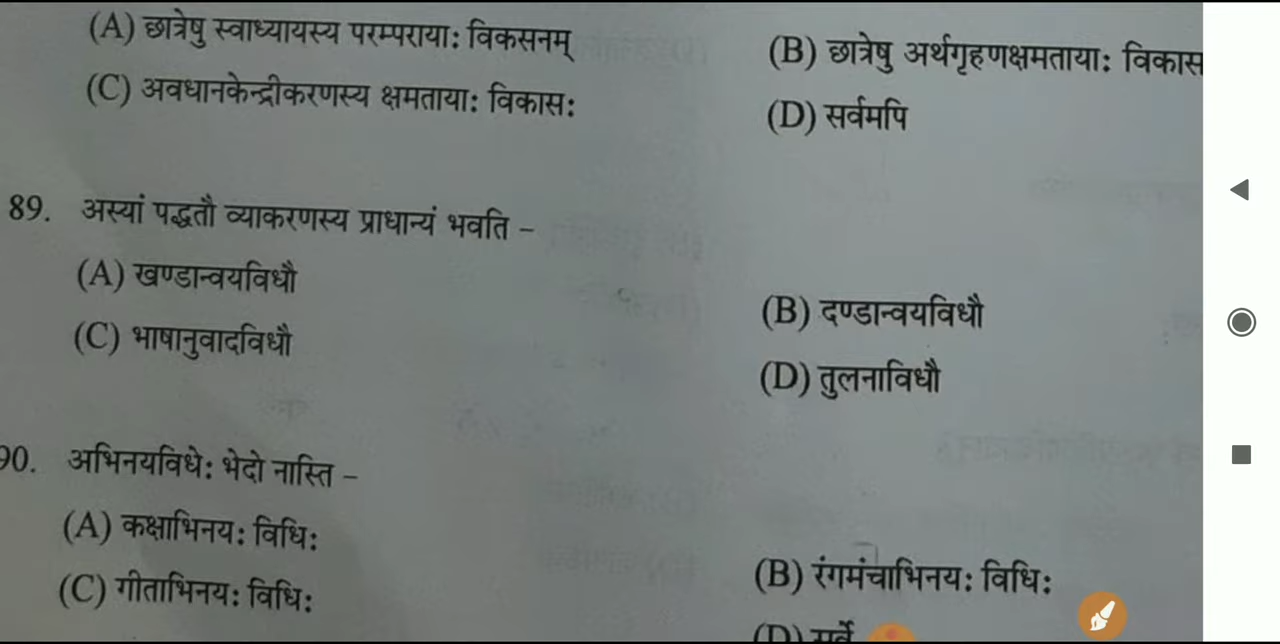 (A) छात्रेषु स्वाध्यायस्य परम्परायाः विकसनम्
(B) छात्रेषु अर्थगृहणक्षमतायाः विकास
(C) अवधानकेन्द्रीकरणस्य क्षमतायाः विकासः
(D) सर्वमपि
89. अस्यां पद्धतौ व्याकरणस्य प्राधान्यं भवति –
(A) खण्डान्वयविधौ
(B) दण्डान्वयविधौ
(C) भाषानुवादविधौ
(D) तुलनाविधौ
90. अभिनयविधेः भेदो नास्ति –
(A) कक्षाभिनयः विधिः
(B) रंगमंचाभिनयः विधिः
(C) गीताभिनयः विधिः
(D) सर्वे